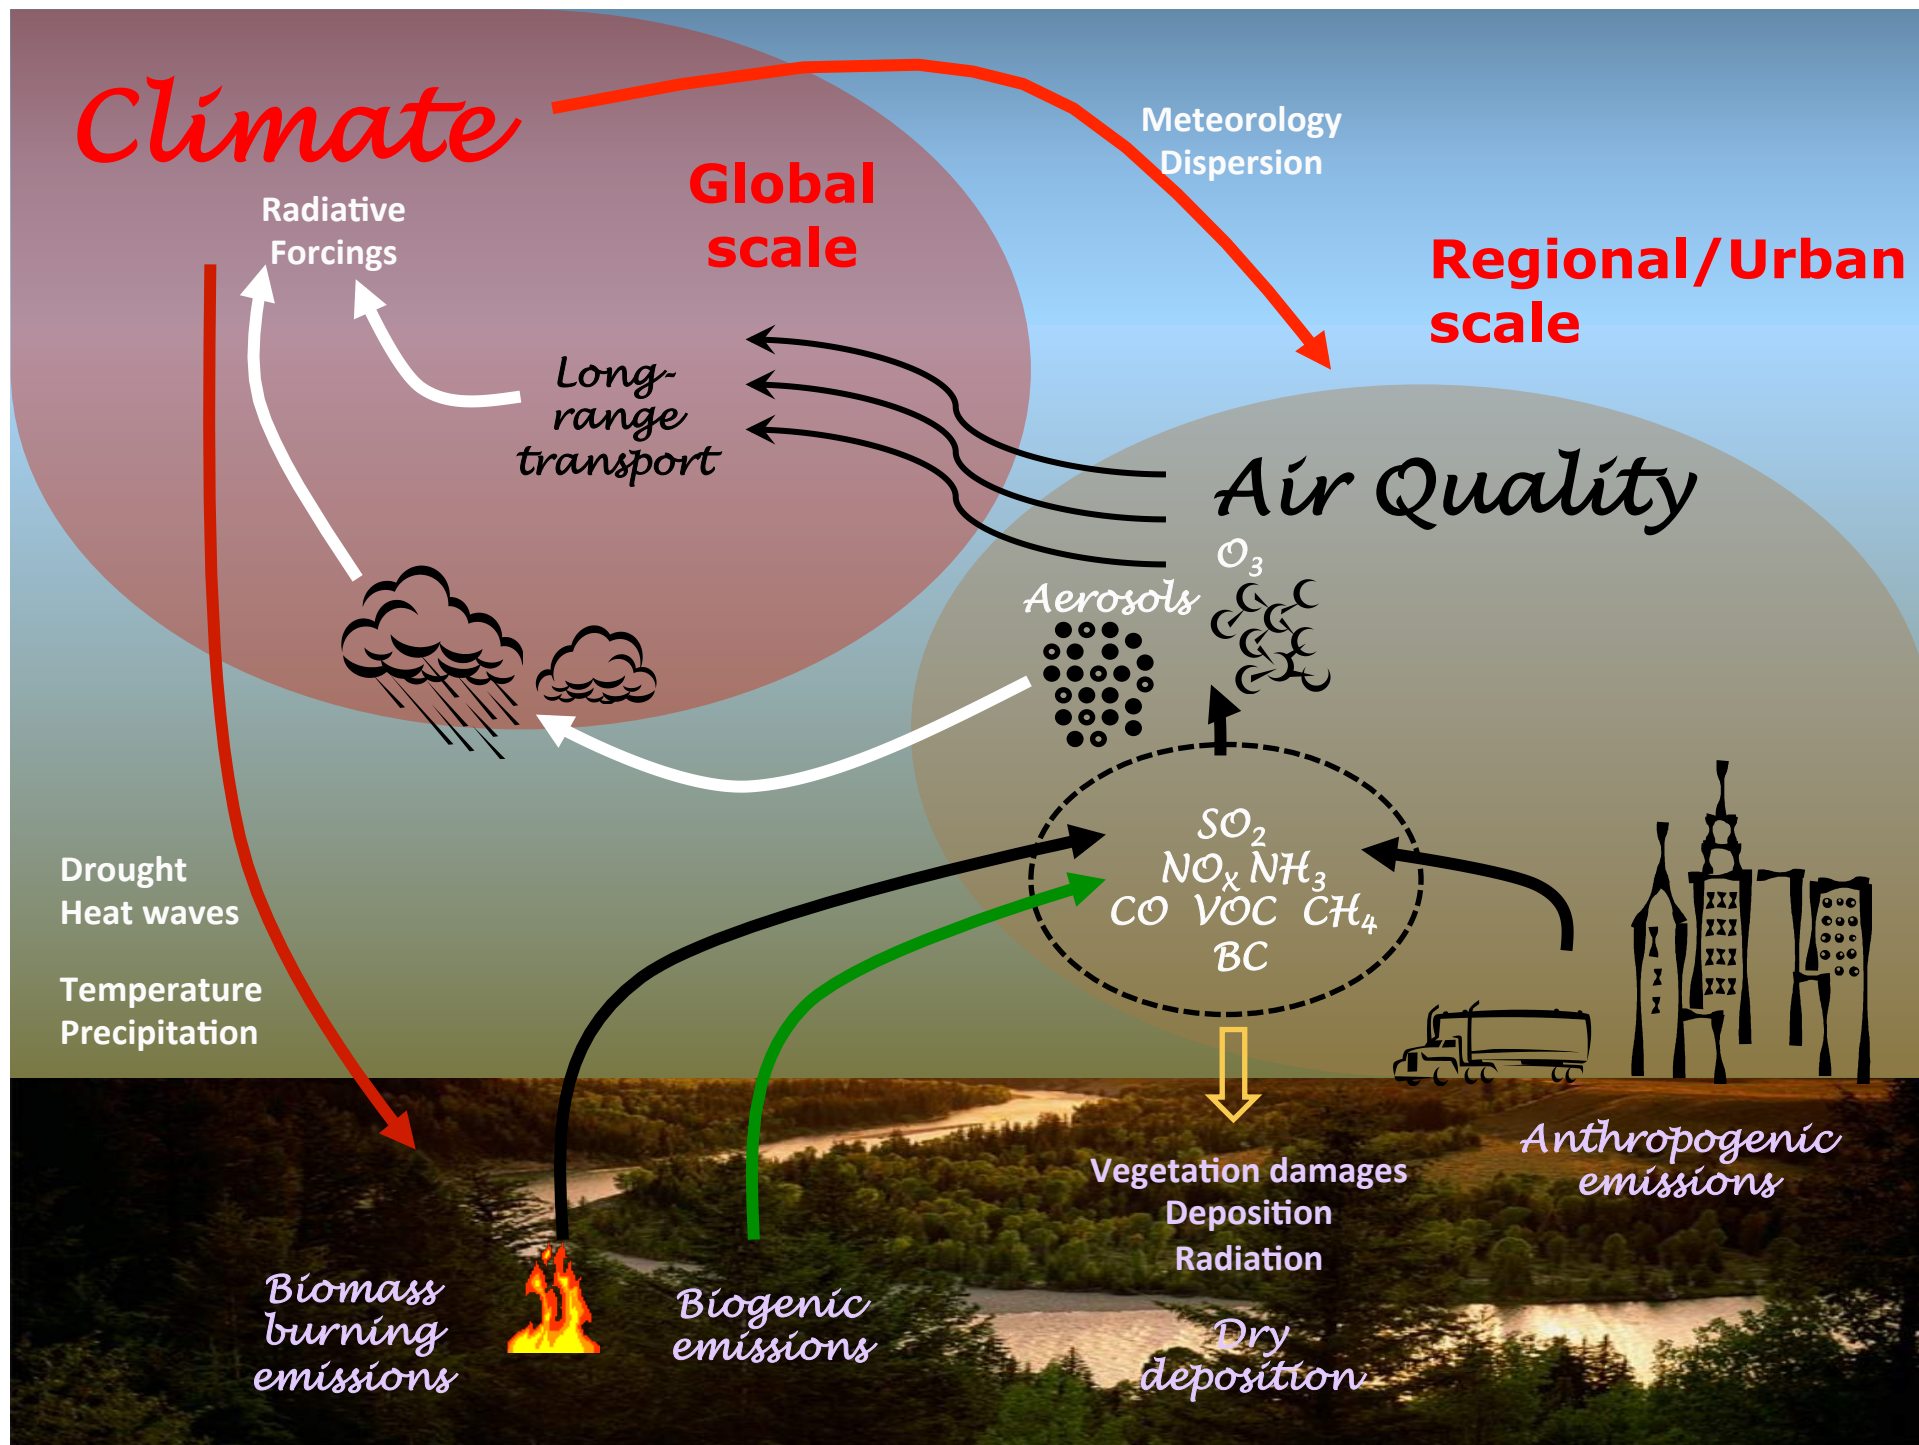 Climate
Radiative
Forcings
Global
scale
Meteorology
Dispersion
Regional/Urban
scale
Long-
range
transport
Air Quality
O₃
Aerosols
SO₂
NOₓ NH₃
CO VOC CH₄
BC
Drought
Heat waves
Temperature
Precipitation
Anthropogenic
emissions
Vegetation damages
Deposition
Radiation
Biomass
burning
emissions
Biogenic
emissions
Dry
deposition